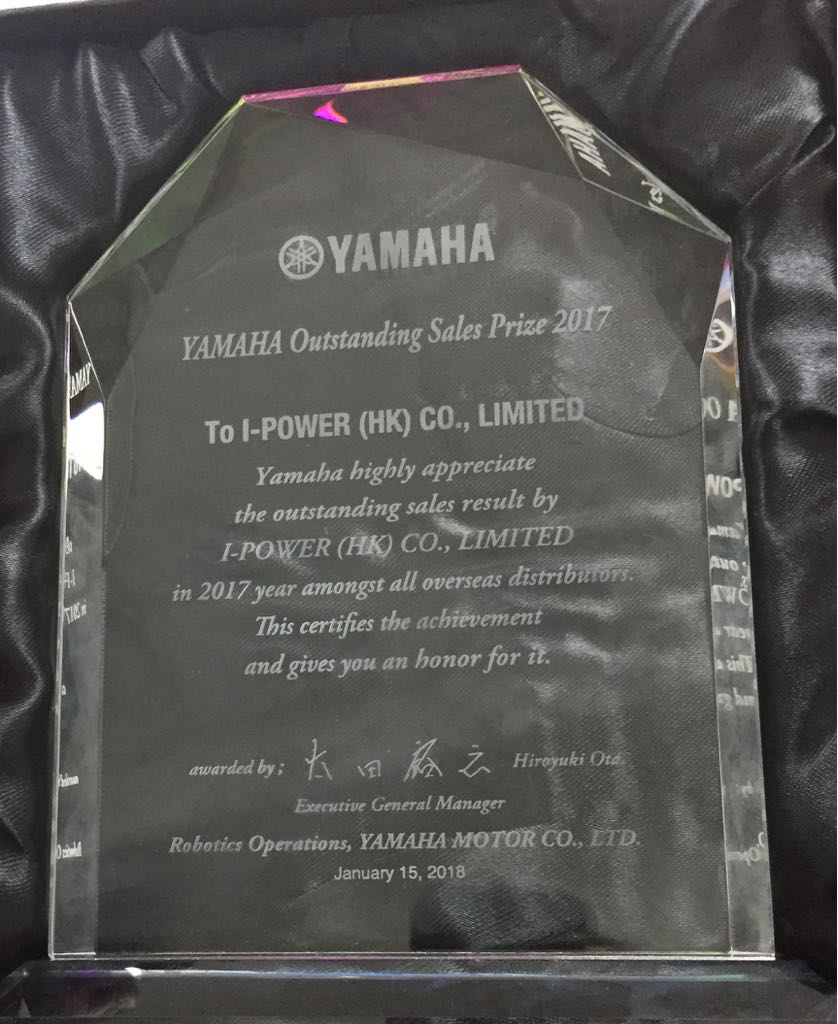 YAMAHA
YAMAHA Outstanding Sales Prize 2017
To I-POWER (HK) CO., LIMITED
Yamaha highly appreciate
the outstanding sales result by
I-POWER (HK) CO., LIMITED
in 2017 year amongst all overseas distributors.
This certifies the achievement
and gives you an honor for it.
awarded by; 太田 Hiroyuki Ota
Executive General Manager
Robotics Operations, YAMAHA MOTOR CO., LTD.
January 15, 2018